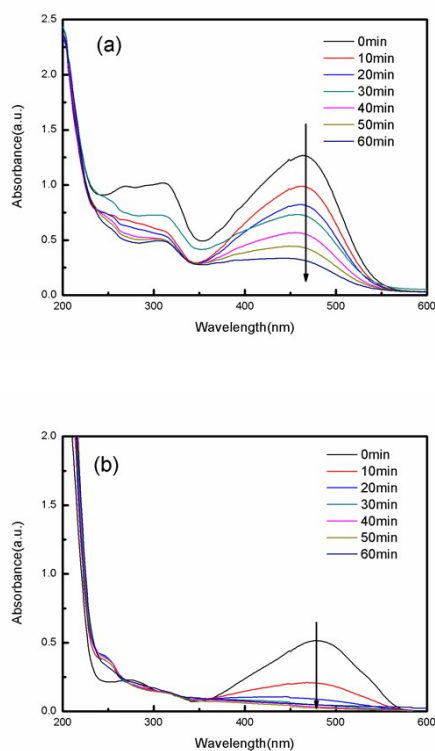 (a)
0min
10min
20min
30min
40min
50min
60min
2.5
2.0
1.5
1.0
0.5
0.0
Absorbance(a.u.)
200 300 400 500 600
Wavelength(nm)
(b)
0min
10min
20min
30min
40min
50min
60min
2.0
1.5
1.0
0.5
0.0
Absorbance(a.u.)
200 300 400 500 600
Wavelength(nm)